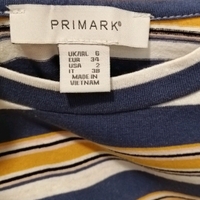 PRIMARK®
UK/IRL 6
EUR 34
USA 2
IT 38
MADE IN
VIETNAM